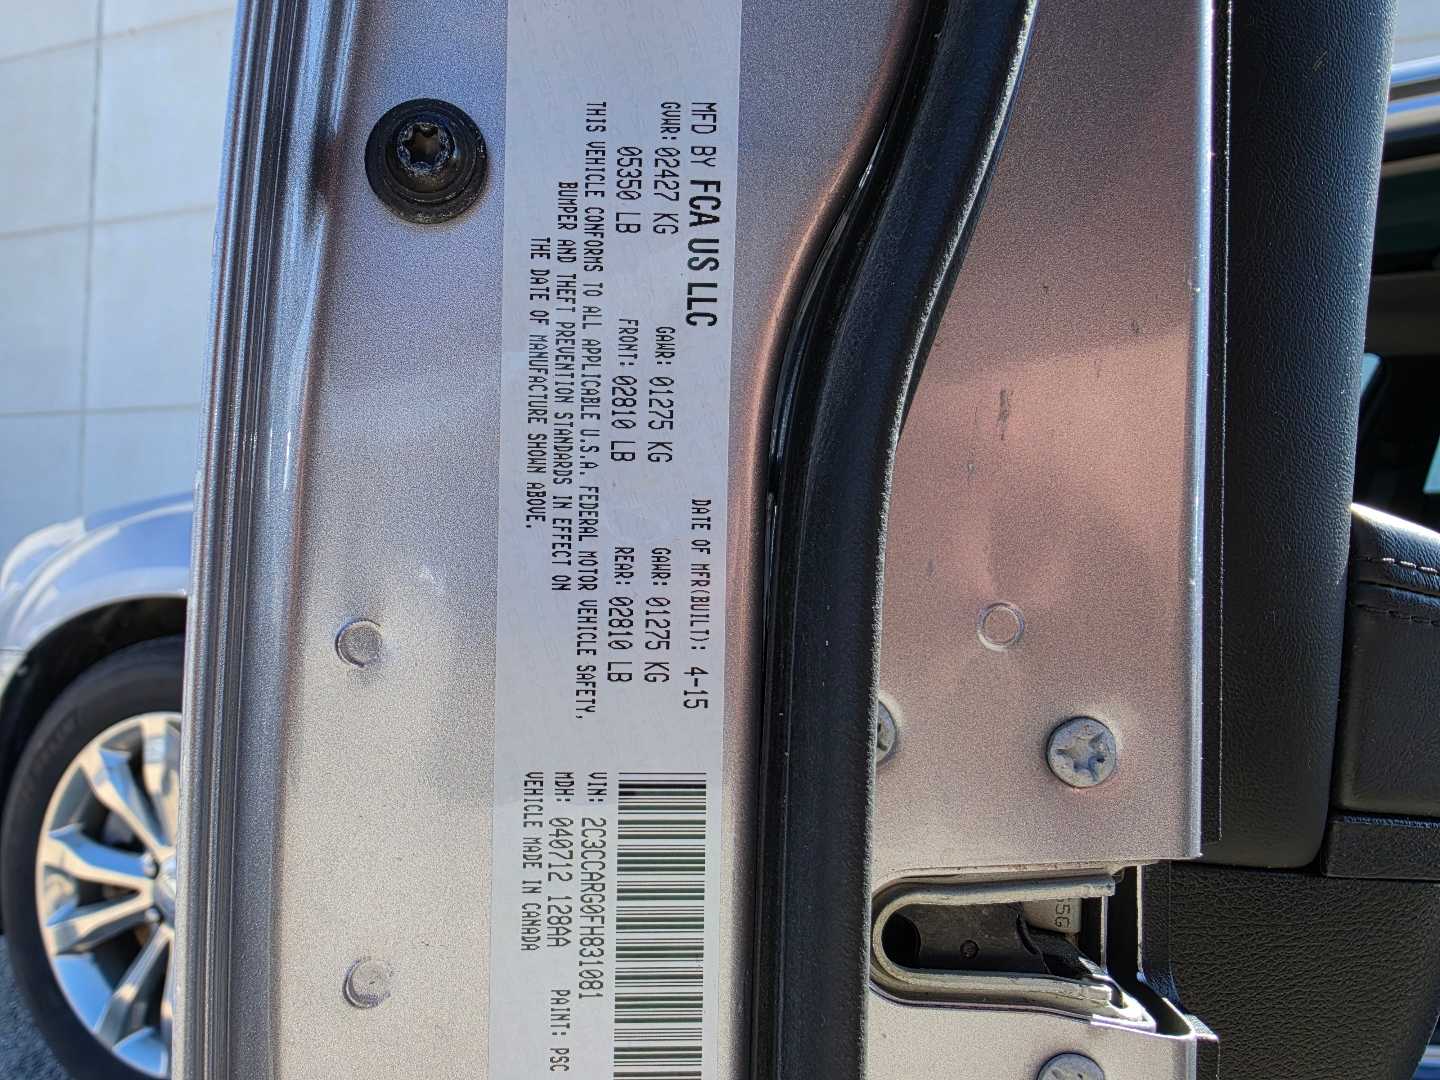 MFD BY FCA US LLC
DATE OF MFR(BUILT): 4-15
GVWR: 02427 KG
GAWR: 01275 KG
GAWR: 01275 KG
05350 LB
FRONT: 02810 LB
REAR: 02810 LB
THIS VEHICLE CONFORMS TO ALL APPLICABLE U.S.A. FEDERAL MOTOR VEHICLE SAFETY,
BUMPER AND THEFT PREVENTION STANDARDS IN EFFECT ON
THE DATE OF MANUFACTURE SHOWN ABOVE.
VIN: 2C3CCARG0FH831081
MDH: 040712 128AA
PAINT: PSC
VEHICLE MADE IN CANADA
5G